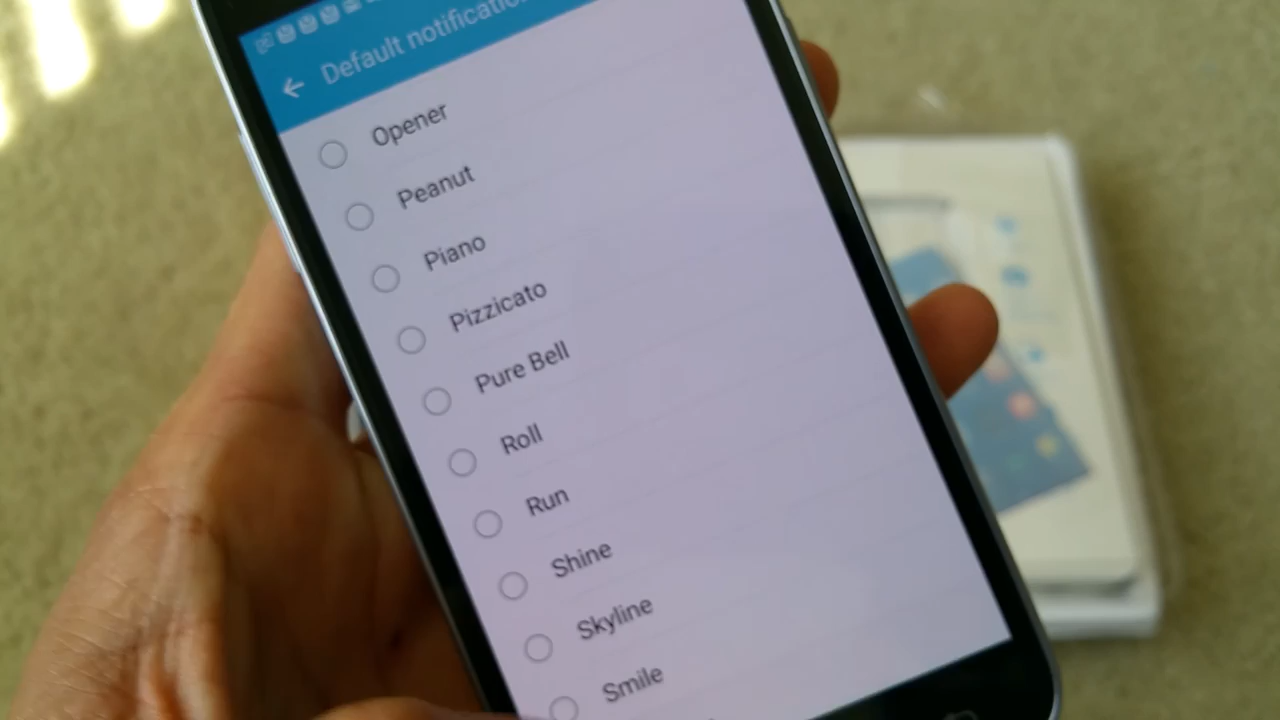 Default notification
Opener
Peanut
Piano
Pizzicato
Pure Bell
Roll
Run
Shine
Skyline
Smile